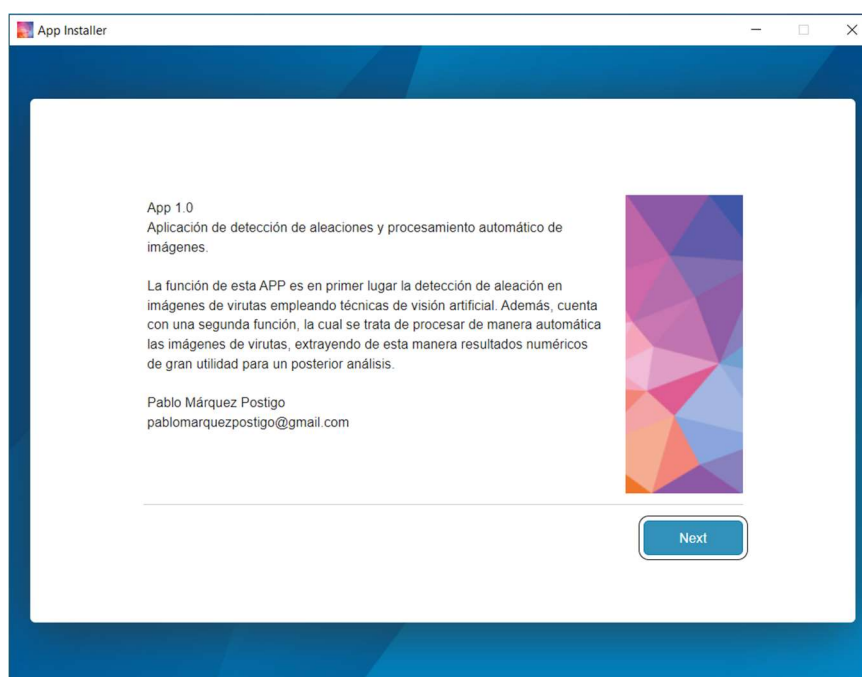 App Installer
App 1.0
Aplicación de detección de aleaciones y procesamiento automático de
imágenes.
La función de esta APP es en primer lugar la detección de aleación en
imágenes de virutas empleando técnicas de visión artificial. Además, cuenta
con una segunda función, la cual se trata de procesar de manera automática
las imágenes de virutas, extrayendo de esta manera resultados numéricos
de gran utilidad para un posterior análisis.
Pablo Márquez Postigo
pablomarquezpostigo@gmail.com
Next